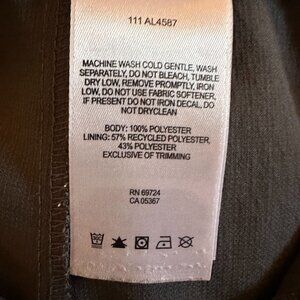 111 AL4587
MACHINE WASH COLD GENTLE, WASH
SEPARATELY, DO NOT BLEACH, TUMBLE
DRY LOW, REMOVE PROMPTLY, IRON
LOW, DO NOT USE FABRIC SOFTENER,
IF PRESENT DO NOT IRON DECAL, DO
NOT DRYCLEAN
BODY: 100% POLYESTER
LINING: 57% RECYCLED POLYESTER,
43% POLYESTER
EXCLUSIVE OF TRIMMING
RN 69724
CA 05367